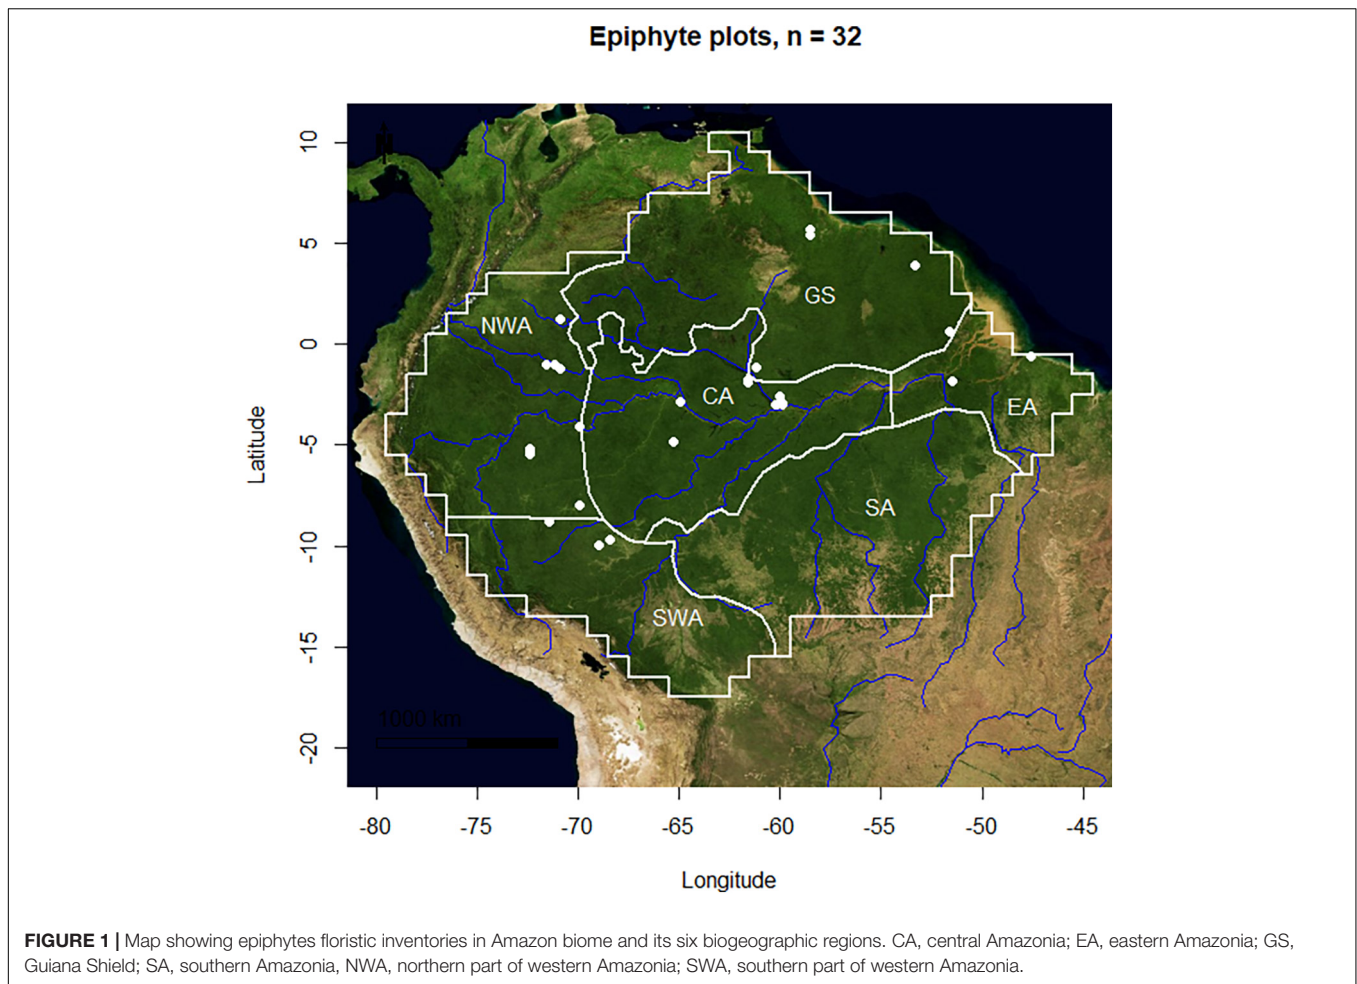 Epiphyte plots, n = 32
10
5
0
-5
-10
-15
-20
Latitude
GS
NWA
CA
EA
SA
SWA
1000 km
-80 -75 -70 -65 -60 -55 -50 -45
Longitude
FIGURE 1 | Map showing epiphytes floristic inventories in Amazon biome and its six biogeographic regions. CA, central Amazonia; EA, eastern Amazonia; GS,
Guiana Shield; SA, southern Amazonia, NWA, northern part of western Amazonia; SWA, southern part of western Amazonia.